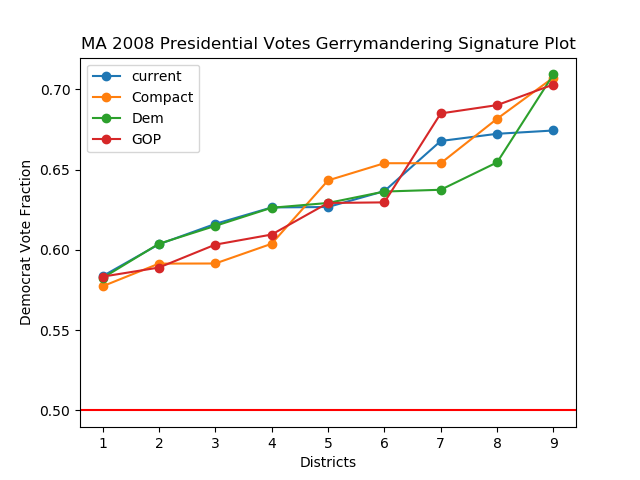 MA 2008 Presidential Votes Gerrymandering Signature Plot
current
Compact
Dem
GOP
0.70
0.65
0.60
0.55
0.50
Democrat Vote Fraction
1 2 3 4 5 6 7 8 9
Districts